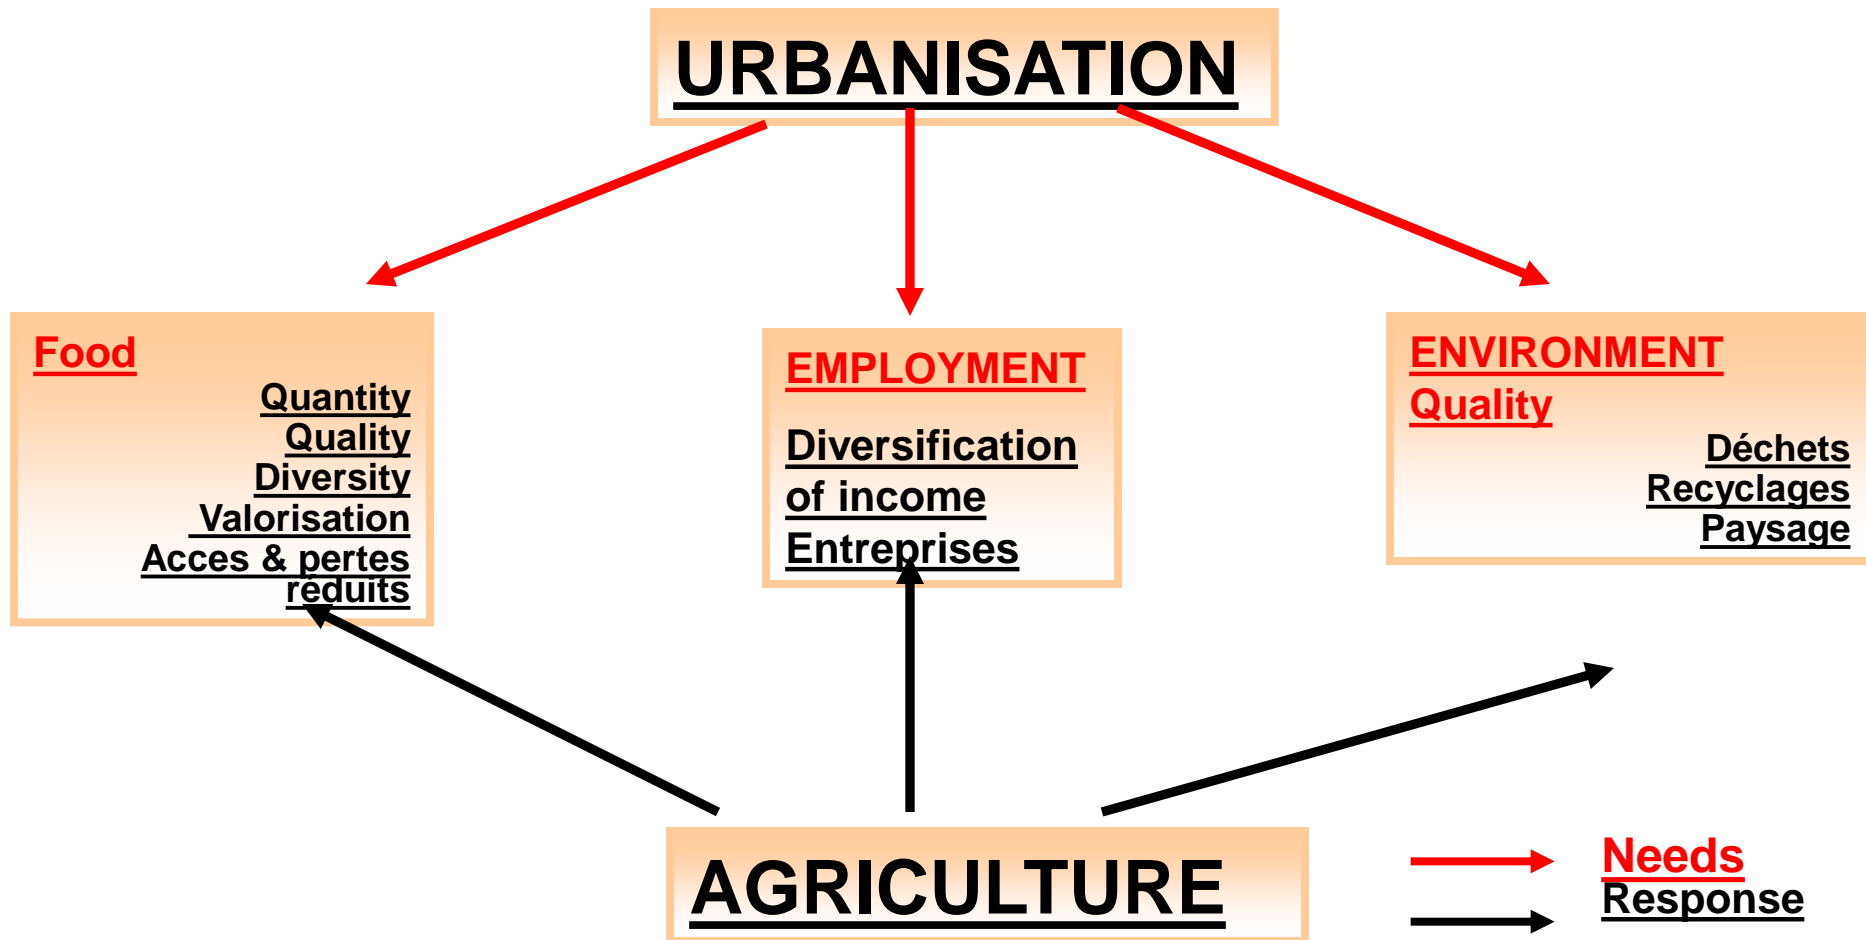 URBANISATION
Food
Quantity
Quality
Diversity
Valorisation
Acces & pertes
réduits
EMPLOYMENT
Diversification
of income
Entreprises
ENVIRONMENT
Quality
Déchets
Recyclages
Paysage
AGRICULTURE
Needs
Response